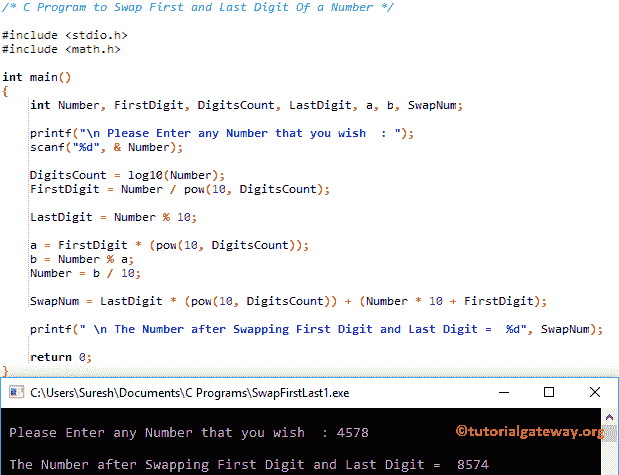 /* C Program to Swap First and Last Digit Of a Number */
#include <stdio.h>
#include <math.h>
int main()
{
int Number, FirstDigit, DigitsCount, LastDigit, a, b, SwapNum;
printf("\n Please Enter any Number that you wish  : ");
scanf("%d", & Number);
DigitsCount = log10(Number);
FirstDigit = Number / pow(10, DigitsCount);
LastDigit = Number % 10;
a = FirstDigit * (pow(10, DigitsCount));
b = Number % a;
Number = b / 10;
SwapNum = LastDigit * (pow(10, DigitsCount)) + (Number * 10 + FirstDigit);
printf(" \n The Number after Swapping First Digit and Last Digit =  %d", SwapNum);
return 0;
}
C:\Users\Suresh\Documents\C Programs\SwapFirstLast1.exe
Please Enter any Number that you wish  : 4578
©tutorialgateway.org
The Number after Swapping First Digit and Last Digit =  8574